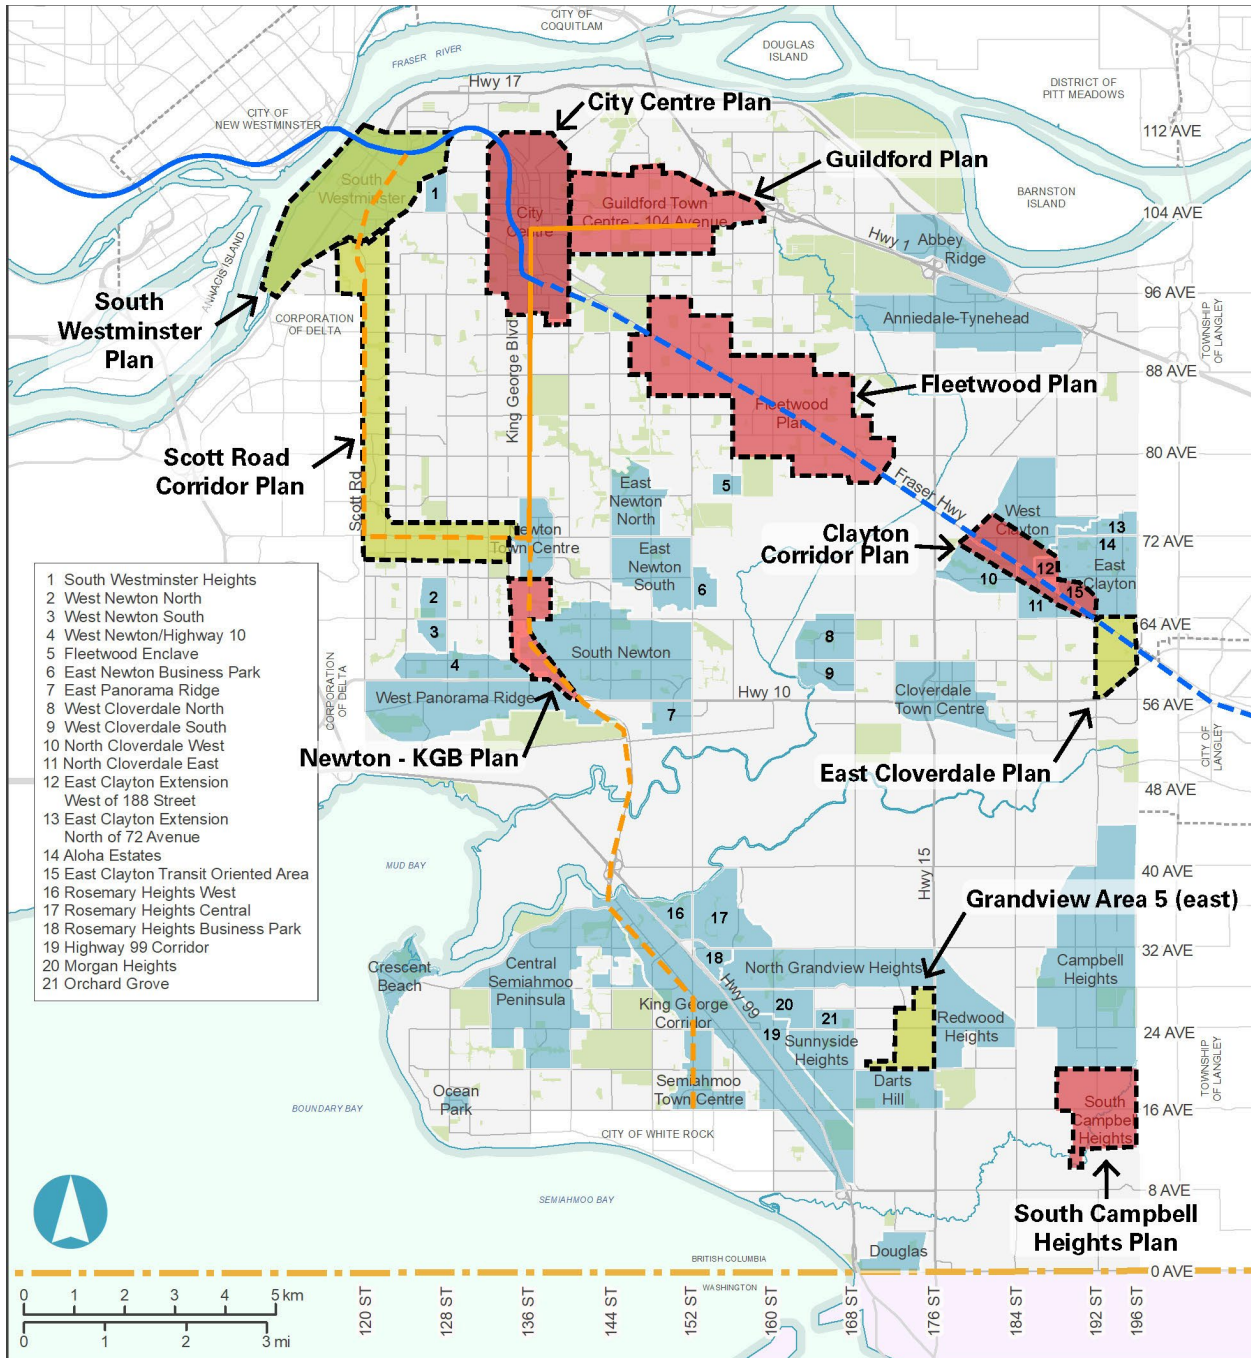 CITY OF
COQUITLAM
DOUGLAS
ISLAND
FRASER RIVER
Hwy 17
DISTRICT OF
PITT MEADOWS
City Centre Plan
CITY OF
NEW WESTMINSTER
112 AVE
Guildford Plan
South
Westminster
1
City
Centre
Guildford Town
Centre - 104 Avenue
BARNSTON
ISLAND
104 AVE
Hwy 1
Abbey
Ridge
ANNACIS ISLAND
South
Westminster
Plan
CORPORATION
OF DELTA
96 AVE
Anniedale-Tynehead
TOWNSHIP
OF LANGLEY
King George Blvd
88 AVE
Fleetwood Plan
Fleetwood
Plan
Scott Road
Corridor Plan
80 AVE
Scott Rd
East
Newton
North
5
Fraser Hwy
West
Clayton
13
Newton
Town Centre
Clayton
Corridor Plan
14
72 AVE
East
Newton
South
6
10
12
East
Clayton
15
11
1 South Westminster Heights
2 West Newton North
3 West Newton South
4 West Newton/Highway 10
5 Fleetwood Enclave
6 East Newton Business Park
7 East Panorama Ridge
8 West Cloverdale North
9 West Cloverdale South
10 North Cloverdale West
11 North Cloverdale East
12 East Clayton Extension
West of 188 Street
13 East Clayton Extension
North of 72 Avenue
14 Aloha Estates
15 East Clayton Transit Oriented Area
16 Rosemary Heights West
17 Rosemary Heights Central
18 Rosemary Heights Business Park
19 Highway 99 Corridor
20 Morgan Heights
21 Orchard Grove
2
3
4
8
9
64 AVE
South Newton
CORPORATION
OF DELTA
West Panorama Ridge
Hwy 10
7
Cloverdale
Town Centre
56 AVE
Newton - KGB Plan
East Cloverdale Plan
CITY OF
LANGLEY
48 AVE
MUD BAY
Hwy 15
40 AVE
Grandview Area 5 (east)
16
17
18
32 AVE
Crescent
Beach
Central
Semiahmoo
Peninsula
North Grandview Heights
Campbell
Heights
Hwy 99
King George
Corridor
20
21
19
Sunnyside
Heights
Redwood
Heights
24 AVE
TOWNSHIP
OF LANGLEY
Ocean
Park
Semiahmoo
Town Centre
Darts
Hill
BOUNDARY BAY
South
Campbell
Heights
16 AVE
CITY OF WHITE ROCK
SEMIAHMOO BAY
8 AVE
South Campbell
Heights Plan
Douglas
BRITISH COLUMBIA
0 AVE
WASHINGTON
0 1 2 3 4 5 km
0 1 2 3 mi
120 ST
128 ST
136 ST
144 ST
152 ST
160 ST
168 ST
176 ST
184 ST
192 ST
196 ST